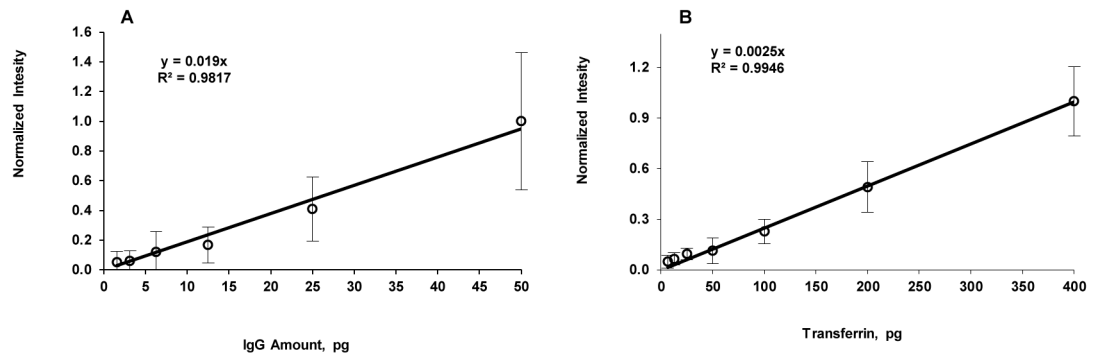 A
Normalized Intesity
1.6
1.4
1.2
1.0
0.8
0.6
0.4
0.2
0.0
y = 0.019x
R² = 0.9817
0 5 10 15 20 25 30 35 40 45 50
IgG Amount, pg
B
Normalized Intesity
1.2
0.9
0.6
0.3
0.0
y = 0.0025x
R² = 0.9946
0 50 100 150 200 250 300 350 400
Transferrin, pg